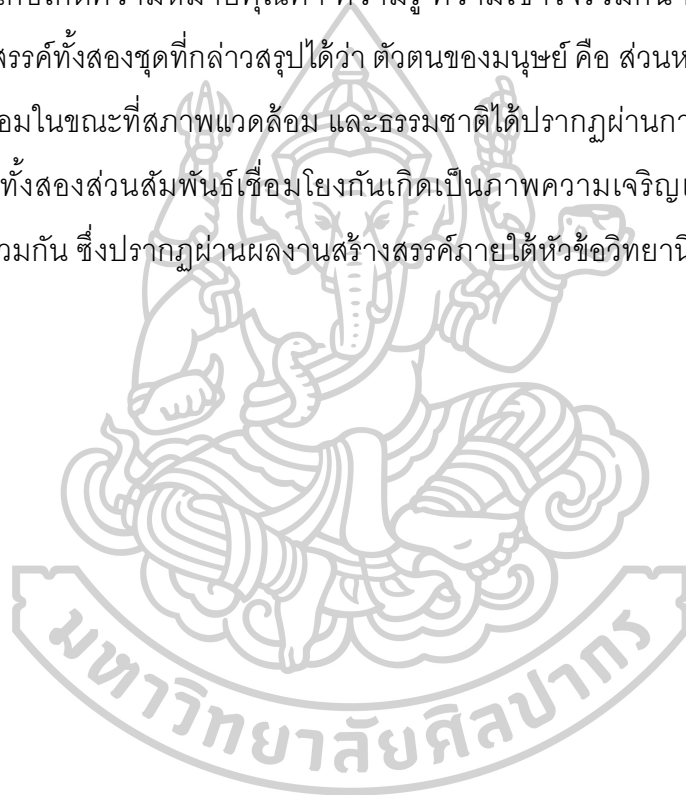 สรรค์ทั้งสองชุดที่กล่าวสรุปได้ว่า ตัวตนของมนุษย์ คือ ส่วนห
อมในขณะที่สภาพแวดล้อม และธรรมชาติได้ปรากฏผ่านกา
ทั้งสองส่วนสัมพันธ์เชื่อมโยงกันเกิดเป็นภาพความเจริญเ
วมกัน ซึ่งปรากฏผ่านผลงานสร้างสรรค์ภายใต้หัวข้อวิทยานิ
มหาวิทยาลัยศิลปากร